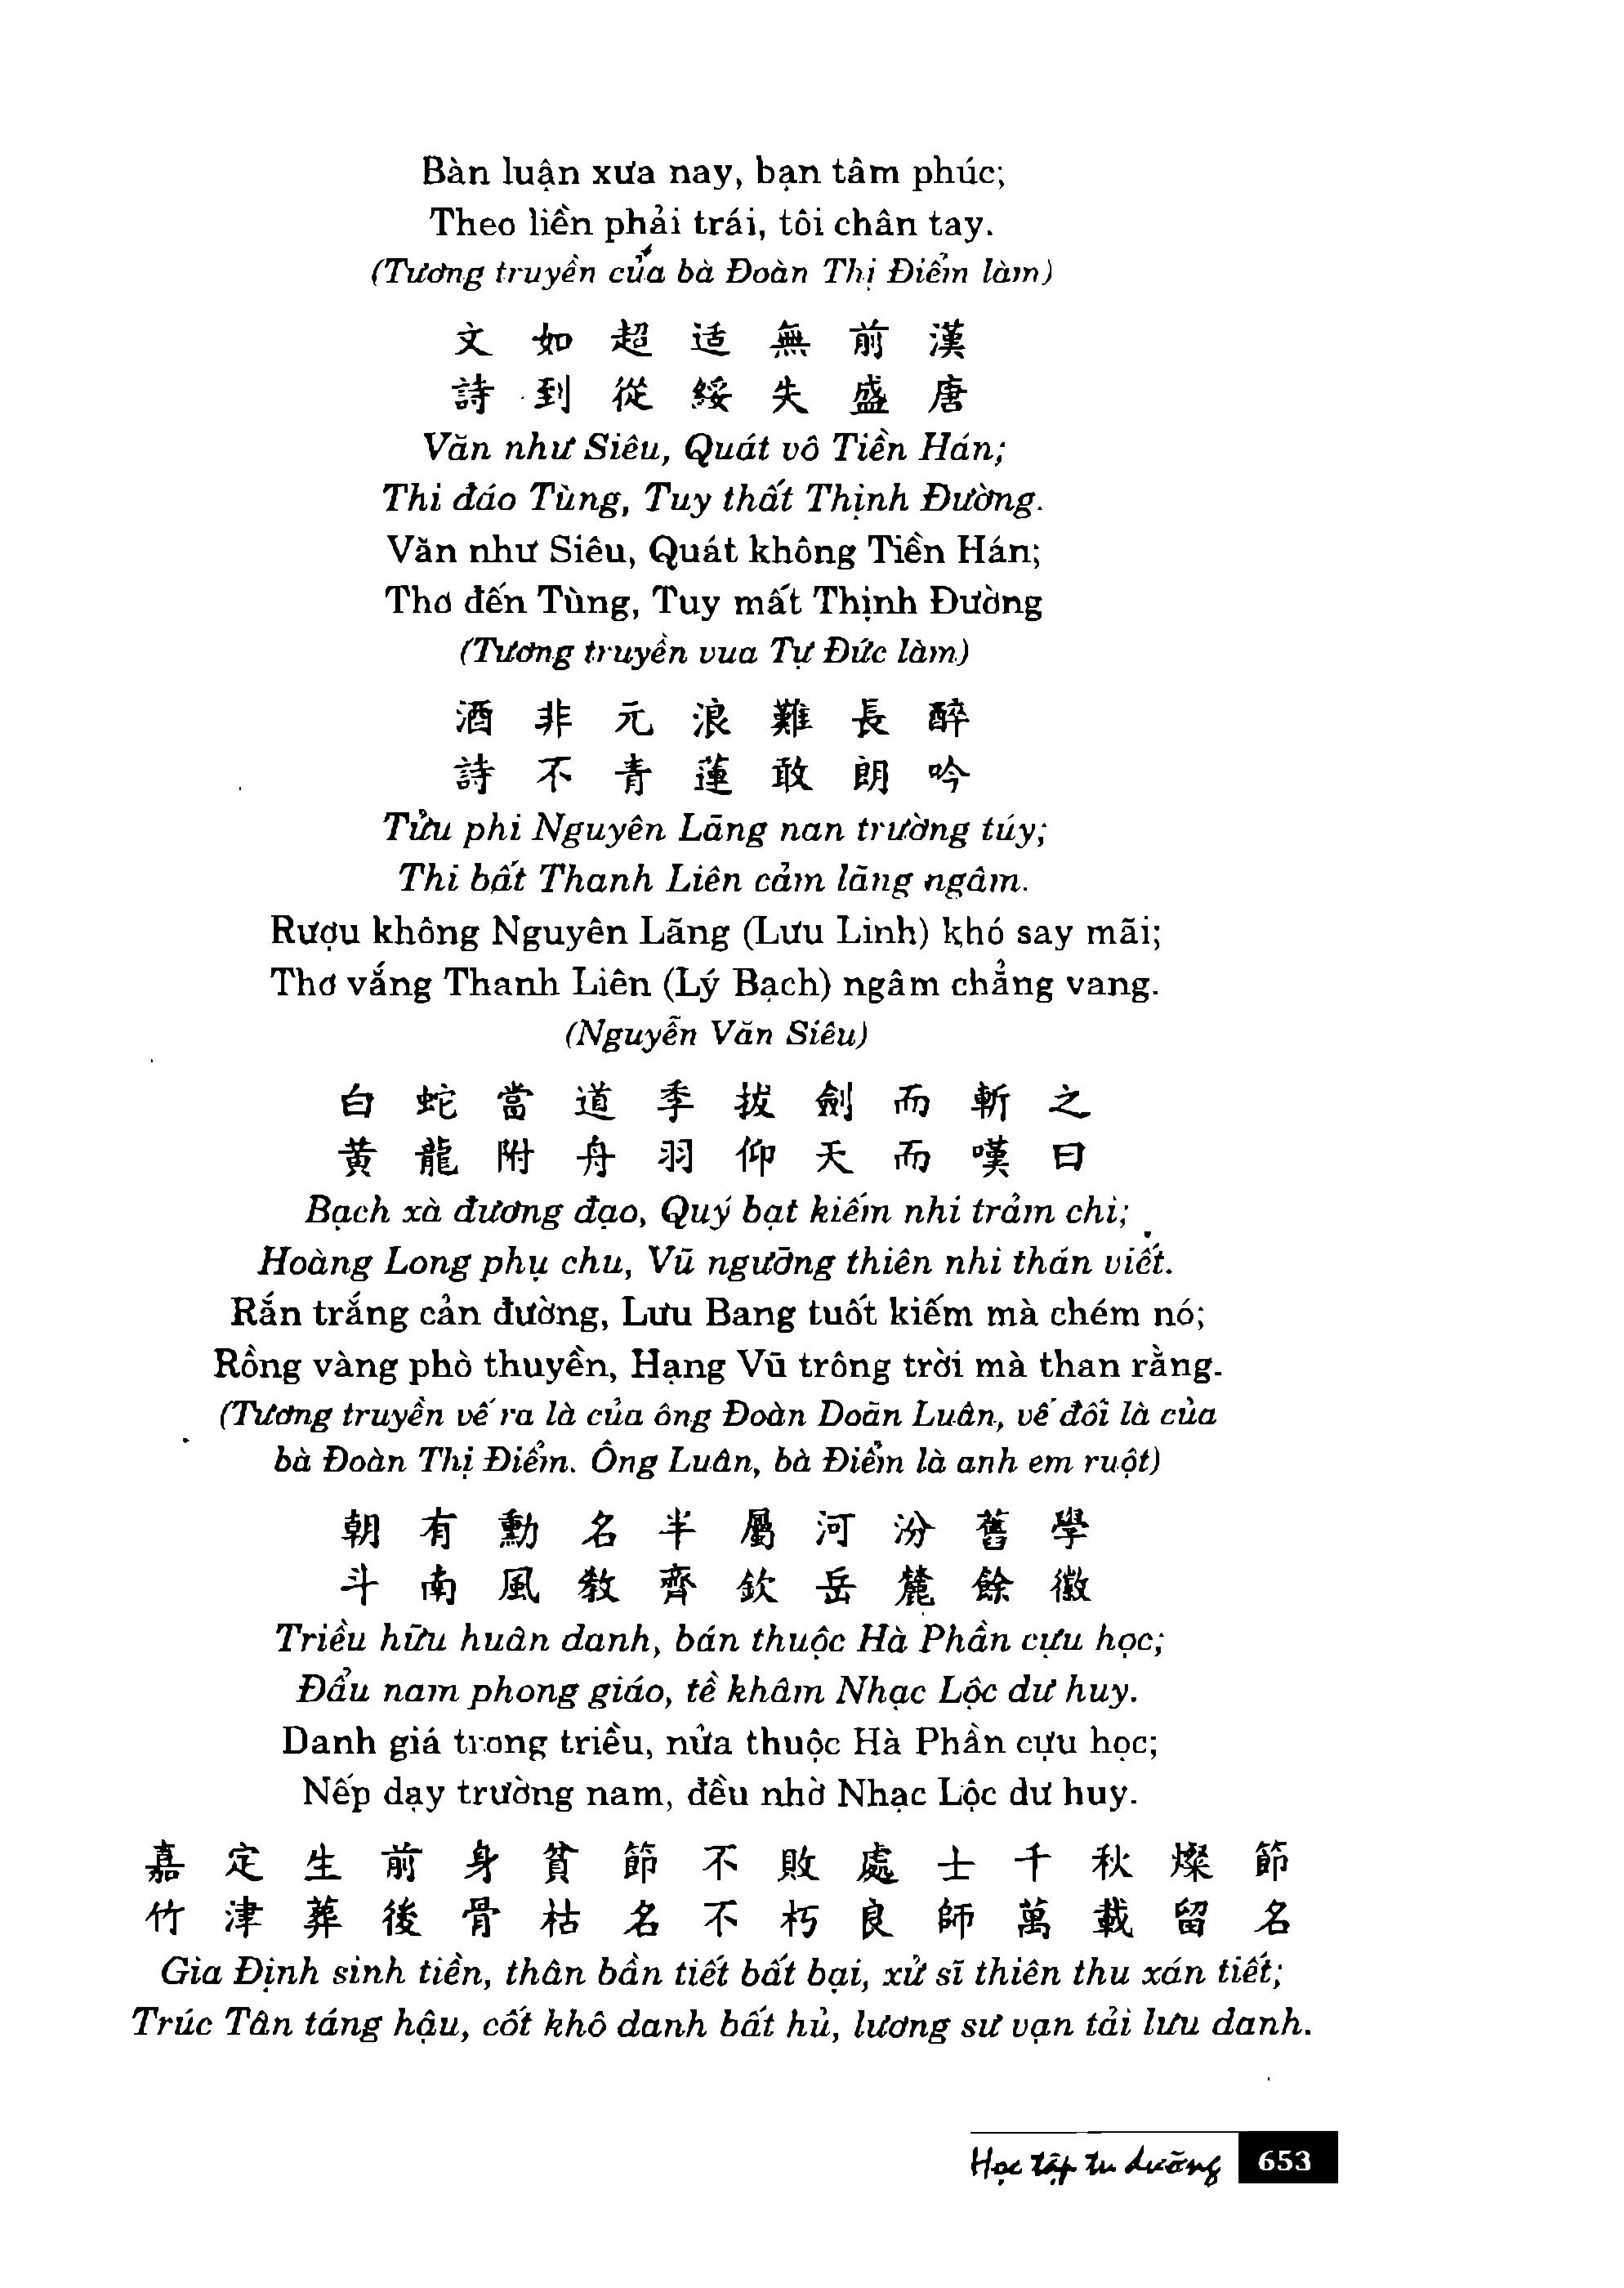 Bàn luận xưa nay, bạn tâm phúc;
Theo liền phải trái, tôi chân tay.
(Tương truyền của bà Đoàn Thị Điểm làm)
文 如 超 适 無 前 漢
詩 到 從 綏 失 盛 唐
Văn như Siêu, Quát vô Tiền Hán;
Thi đáo Tùng, Tuy thất Thịnh Đường.
Văn như Siêu, Quát không Tiền Hán;
Thơ đến Tùng, Tuy mất Thịnh Đường
(Tương truyền vua Tự Đức làm)
酒 非 元 浪 難 長 醉
詩 不 青 蓮 敢 朗 吟
Tửu phi Nguyên Lãng nan trường túy;
Thi bất Thanh Liên cảm lãng ngâm.
Rượu không Nguyên Lãng (Lưu Linh) khó say mãi;
Thơ vắng Thanh Liên (Lý Bạch) ngâm chẳng vang.
(Nguyễn Văn Siêu)
白 蛇 當 道 季 拔 劍 而 斬 之
黄 龍 附 舟 羽 仰 天 而 嘆 曰
Bạch xà đương đạo, Quý bạt kiếm nhi trảm chi;
Hoàng Long phụ chu, Vũ ngưỡng thiên nhi thán viết.
Rắn trắng cản đường, Lưu Bang tuốt kiếm mà chém nó;
Rồng vàng phò thuyền, Hạng Vũ trông trời mà than rằng.
(Tương truyền vế ra là của ông Đoàn Doãn Luân, vế đối là của
bà Đoàn Thị Điểm. Ông Luân, bà Điểm là anh em ruột)
朝 有 勳 名 半 屬 河 汾 舊 學
斗 南 風 教 齊 欽 岳 麓 餘 徽
Triều hữu huân danh, bán thuộc Hà Phần cựu học;
Đẩu nam phong giáo, tề khâm Nhạc Lộc dư huy.
Danh giá trong triều, nửa thuộc Hà Phần cựu học;
Nếp dạy trường nam, đều nhờ Nhạc Lộc dư huy.
嘉 定 生 前 身 貧 節 不 敗 處 士 千 秋 燦 節
竹 津 葬 後 骨 枯 名 不 朽 良 師 萬 載 留 名
Gia Định sinh tiền, thân bần tiết bất bại, xử sĩ thiên thu xán tiết;
Trúc Tân táng hậu, cốt khô danh bất hủ, lương sư vạn tải lưu danh.
Học tập tu dưỡng 653